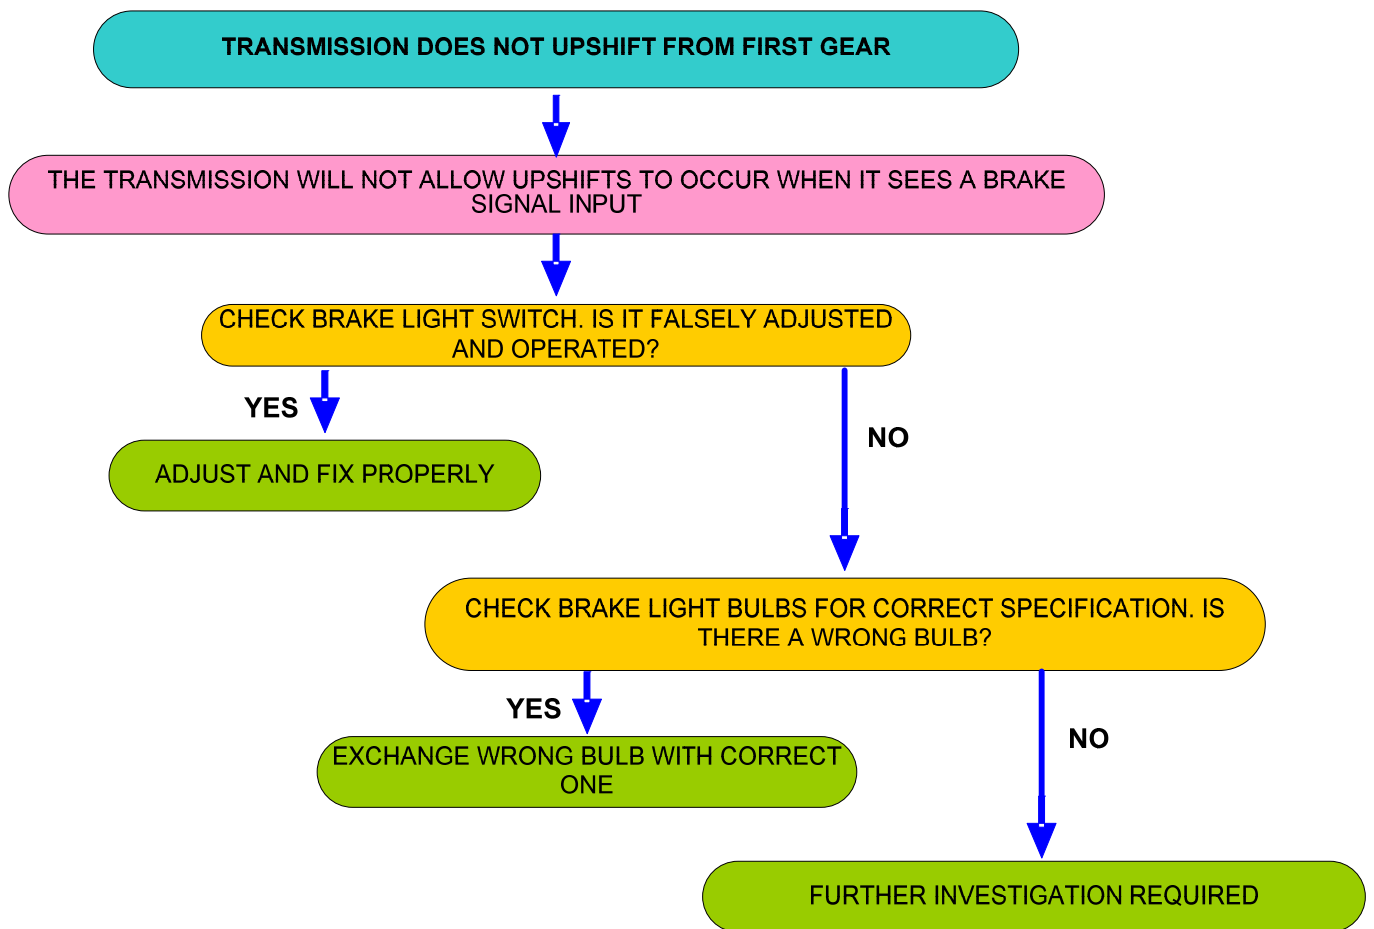 TRANSMISSION DOES NOT UPSHIFT FROM FIRST GEAR
THE TRANSMISSION WILL NOT ALLOW UPSHIFTS TO OCCUR WHEN IT SEES A BRAKE
SIGNAL INPUT
CHECK BRAKE LIGHT SWITCH. IS IT FALSELY ADJUSTED
AND OPERATED?
YES
NO
ADJUST AND FIX PROPERLY
CHECK BRAKE LIGHT BULBS FOR CORRECT SPECIFICATION. IS
THERE A WRONG BULB?
YES
NO
EXCHANGE WRONG BULB WITH CORRECT
ONE
FURTHER INVESTIGATION REQUIRED